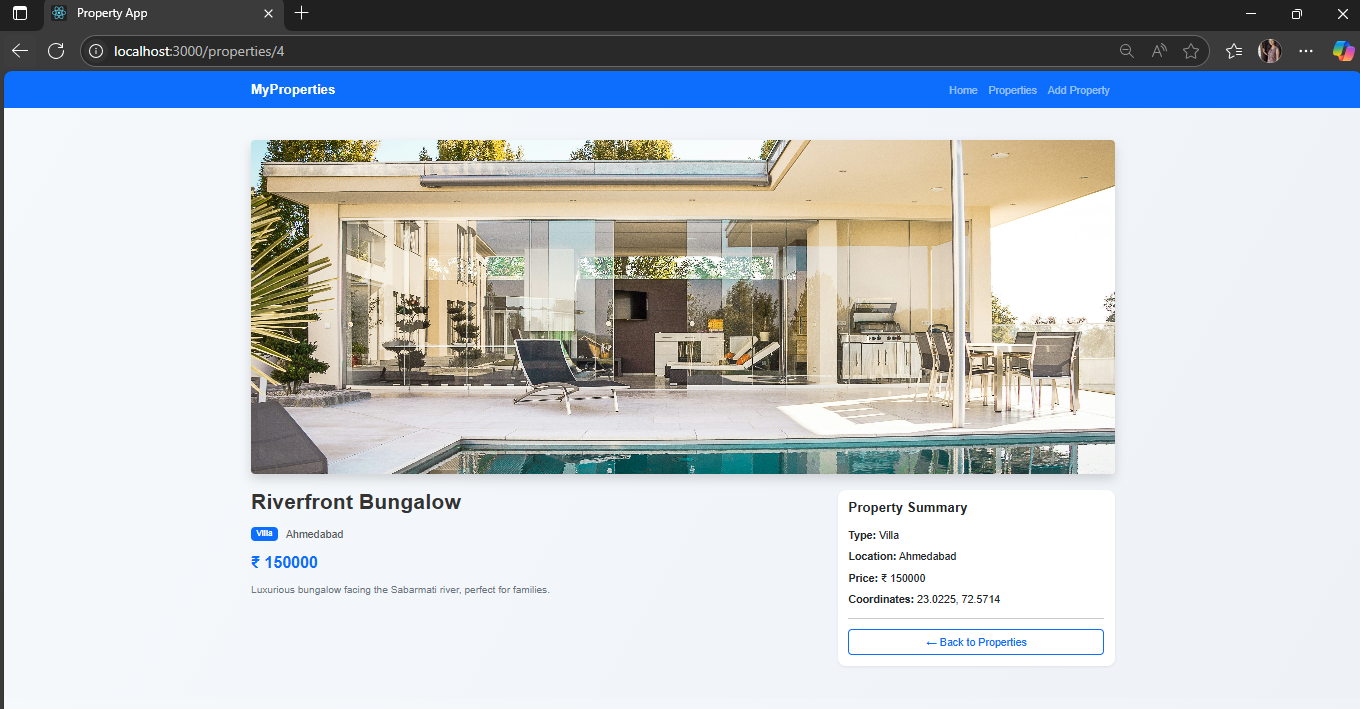 Property App
localhost:3000/properties/4
MyProperties
Home Properties Add Property
Riverfront Bungalow
Villa Ahmedabad
₹ 150000
Luxurious bungalow facing the Sabarmati river, perfect for families.
Property Summary
Type: Villa
Location: Ahmedabad
Price: ₹ 150000
Coordinates: 23.0225, 72.5714
← Back to Properties